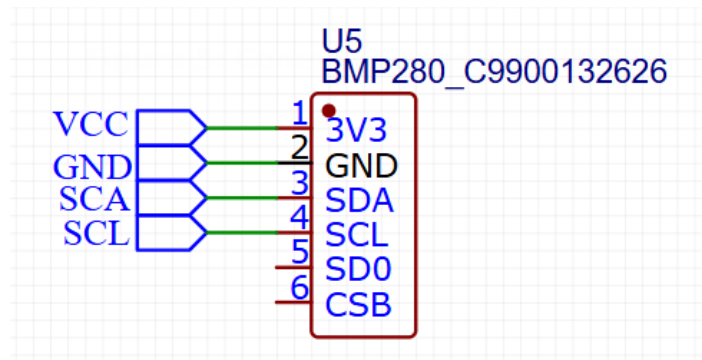 U5
BMP280_C9900132626
VCC 1 3V3
GND 2 GND
SCA 3 SDA
SCL 4 SCL
5 SD0
6 CSB